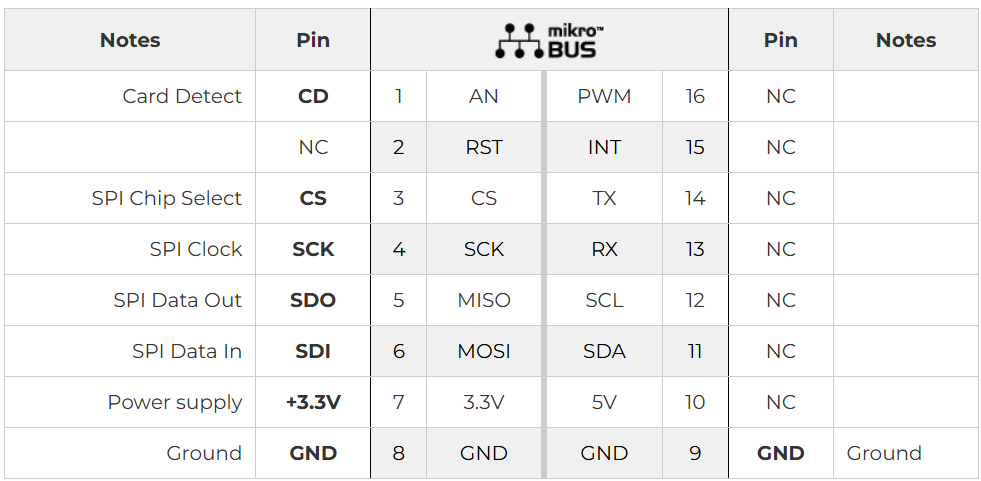 Notes Pin mikro™ BUS Pin Notes
Card Detect CD 1 AN PWM 16 NC
NC 2 RST INT 15 NC
SPI Chip Select CS 3 CS TX 14 NC
SPI Clock SCK 4 SCK RX 13 NC
SPI Data Out SDO 5 MISO SCL 12 NC
SPI Data In SDI 6 MOSI SDA 11 NC
Power supply +3.3V 7 3.3V 5V 10 NC
Ground GND 8 GND GND 9 GND Ground